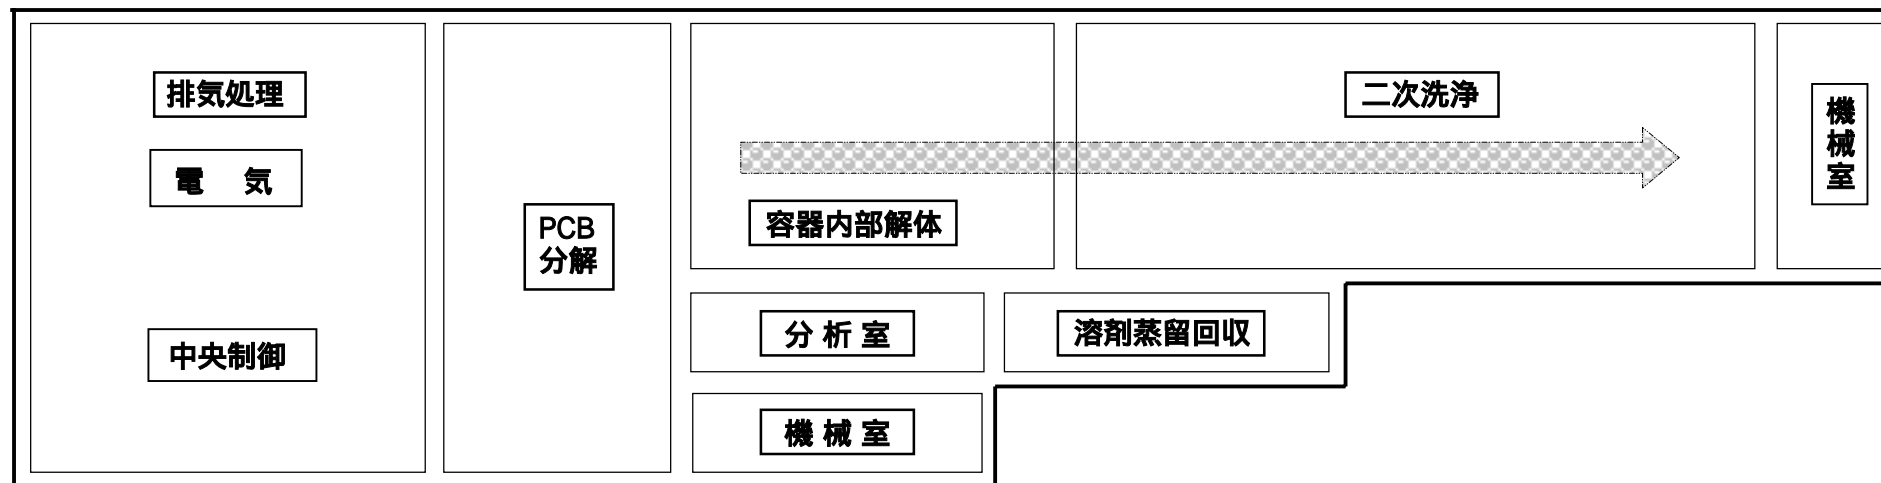 排気処理
電 気
中央制御
PCB
分解
容器内部解体
二次洗浄
機械室
分析室
溶剤蒸留回収
機械室